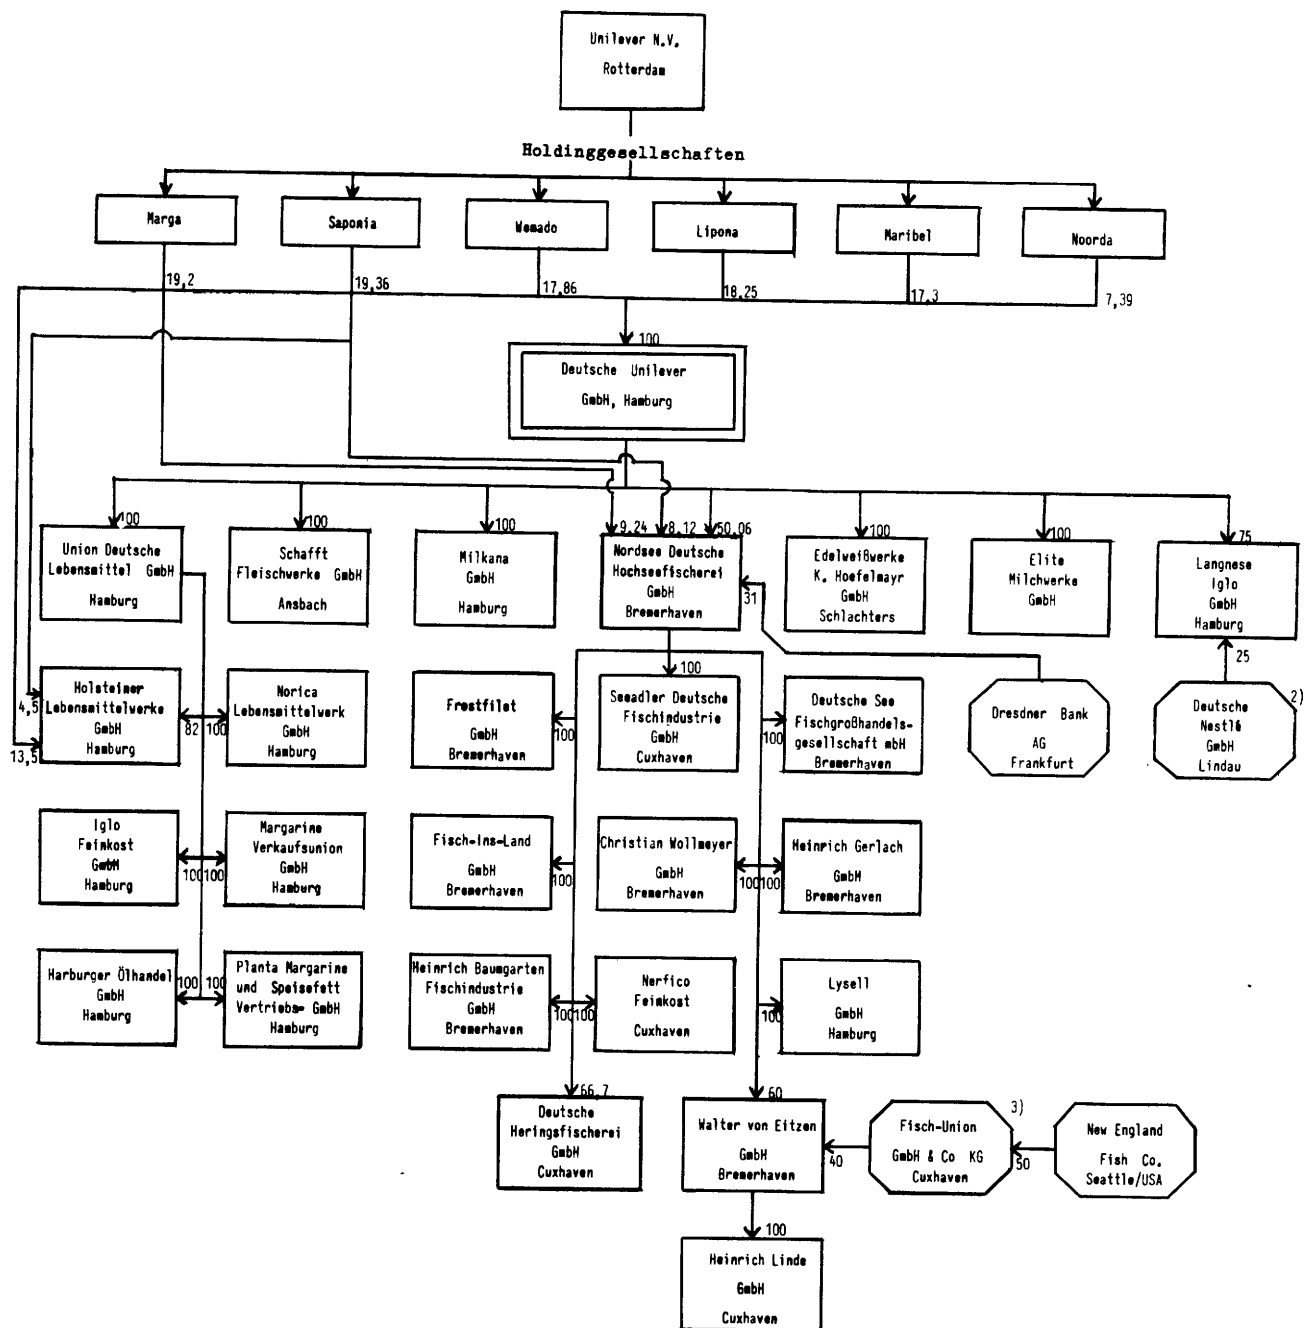 Unilever N.V.
Rotterdam
Holdinggesellschaften
Marga
Saponia
Wemado
Lipoma
Maribel
Noorda
19,2
19,36
17,86
18,25
17,3
7,39
100
Deutsche Unilever
GmbH, Hamburg
100
Union Deutsche
Lebensmittel GmbH
Hamburg
100
Schafft
Fleischwerke GmbH
Ansbach
100
Milkana
GmbH
Hamburg
9,24
8,12
50,06
Nordsee Deutsche
Hochseefischerei
GmbH
Bremerhaven
31
100
Edelweißwerke
K. Hoefelmayr
GmbH
Schlachters
100
Elite
Milchwerke
GmbH
75
Langnese
Iglo
GmbH
Hamburg
25
4,5
13,5
Holsteiner
Lebensmittelwerke
GmbH
Hamburg
82
100
Norica
Lebensmittelwerk
GmbH
Hamburg
Frostfilet
GmbH
Bremerhaven
100
100
Seeadler Deutsche
Fischindustrie
GmbH
Cuxhaven
100
Deutsche See
Fischgroßhandels-
gesellschaft mbH
Bremerhaven
Dresdner Bank
AG
Frankfurt
2)
Deutsche
Nestlé
GmbH
Lindau
Iglo
Feinkost
GmbH
Hamburg
100
100
Margarine
Verkaufsunion
GmbH
Hamburg
Fisch-Ins-Land
GmbH
Bremerhaven
100
Christian Wollmeyer
GmbH
Bremerhaven
100
100
Heinrich Gerlach
GmbH
Bremerhaven
Harburger Ölhandel
GmbH
Hamburg
100
100
Planta Margarine
und Speisefett
Vertriebs- GmbH
Hamburg
Heinrich Baumgarten
Fischindustrie
GmbH
Bremerhaven
100
100
Nerfico
Feinkost
Cuxhaven
100
Lysell
GmbH
Hamburg
66,7
Deutsche
Heringsfischerei
GmbH
Cuxhaven
60
Walter von Eitzen
GmbH
Bremerhaven
40
3)
Fisch-Union
GmbH & Co KG
Cuxhaven
50
New England
Fish Co.
Seattle/USA
100
Heinrich Linde
GmbH
Cuxhaven